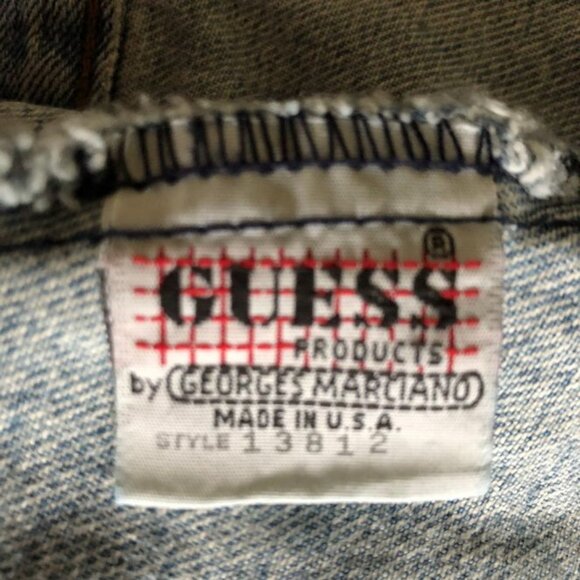 GUESS ®
PRODUCTS
by GEORGES MARCIANO
MADE IN U.S.A.
STYLE 13812